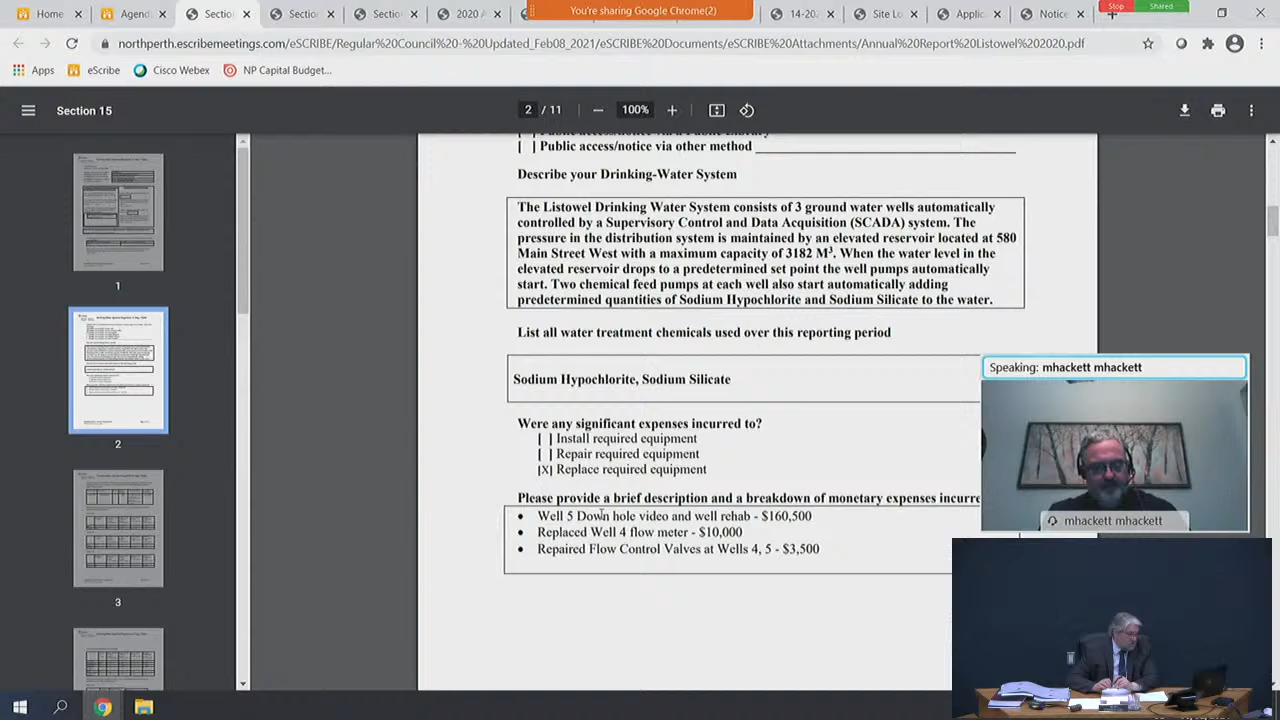 Home
Agend
Sectio
Section
Section
2020 A
You're sharing Google Chrome(2)
14-202
Site Lo
Applic
Notice
Stop
Shared
northperth.escribemeetings.com/eSCRIBE/Regular%20Council%20-%20Updated_Feb08_2021/eSCRIBE%20Documents/eSCRIBE%20Attachments/Annual%20Report%20Listowel%202020.pdf
Apps
eScribe
Cisco Webex
NP Capital Budget...
Section 15
2 / 11
100%
[ ] Public access/notice via a Public Library
[ ] Public access/notice via other method
Describe your Drinking-Water System
The Listowel Drinking Water System consists of 3 ground water wells automatically
controlled by a Supervisory Control and Data Acquisition (SCADA) system. The
pressure in the distribution system is maintained by an elevated reservoir located at 580
Main Street West with a maximum capacity of 3182 M³. When the water level in the
elevated reservoir drops to a predetermined set point the well pumps automatically
start. Two chemical feed pumps at each well also start automatically adding
predetermined quantities of Sodium Hypochlorite and Sodium Silicate to the water.
List all water treatment chemicals used over this reporting period
Sodium Hypochlorite, Sodium Silicate
Were any significant expenses incurred to?
[ ] Install required equipment
[ ] Repair required equipment
[X] Replace required equipment
Please provide a brief description and a breakdown of monetary expenses incurre
• Well 5 Down hole video and well rehab - $160,500
• Replaced Well 4 flow meter - $10,000
• Repaired Flow Control Valves at Wells 4, 5 - $3,500
1
2
3
Speaking: mhackett mhackett
mhackett mhackett